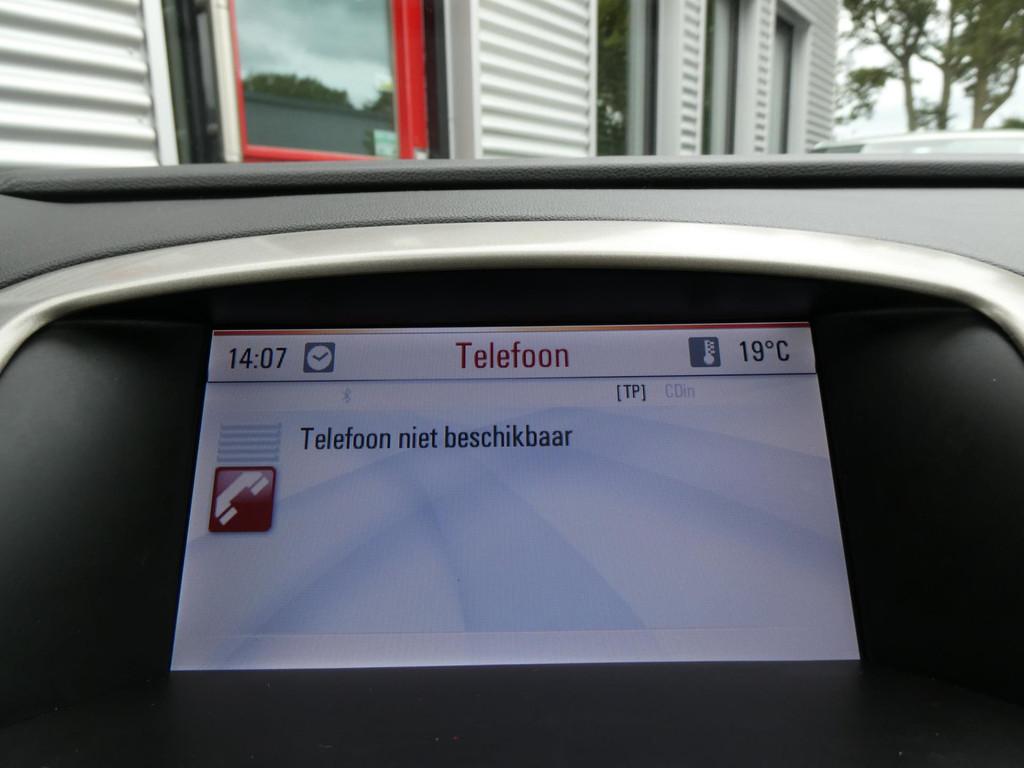 14:07 Telefoon 19°C
[TP] CDin
Telefoon niet beschikbaar